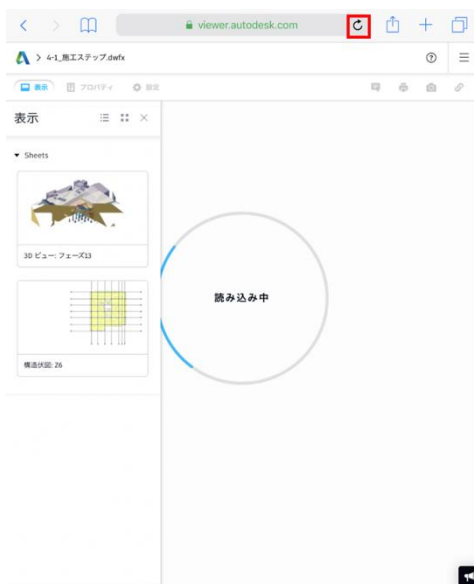 viewer.autodesk.com
> 4-1_施工ステップ.dwfx
表示 プロパティ 設定
表示
Sheets
3D ビュー: フェーズ13
読み込み中
構造伏図: Z6